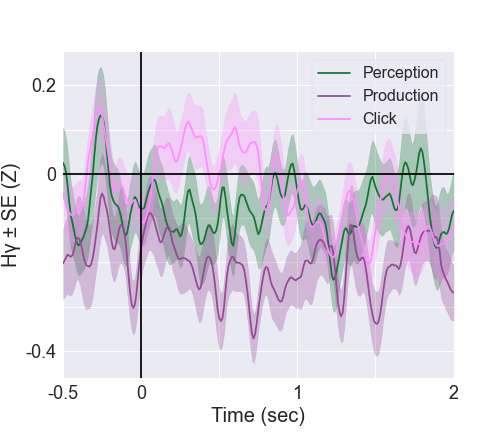 Perception
Production
Click
0.2
0
-0.4
Hγ ± SE (Z)
-0.5
0
1
2
Time (sec)